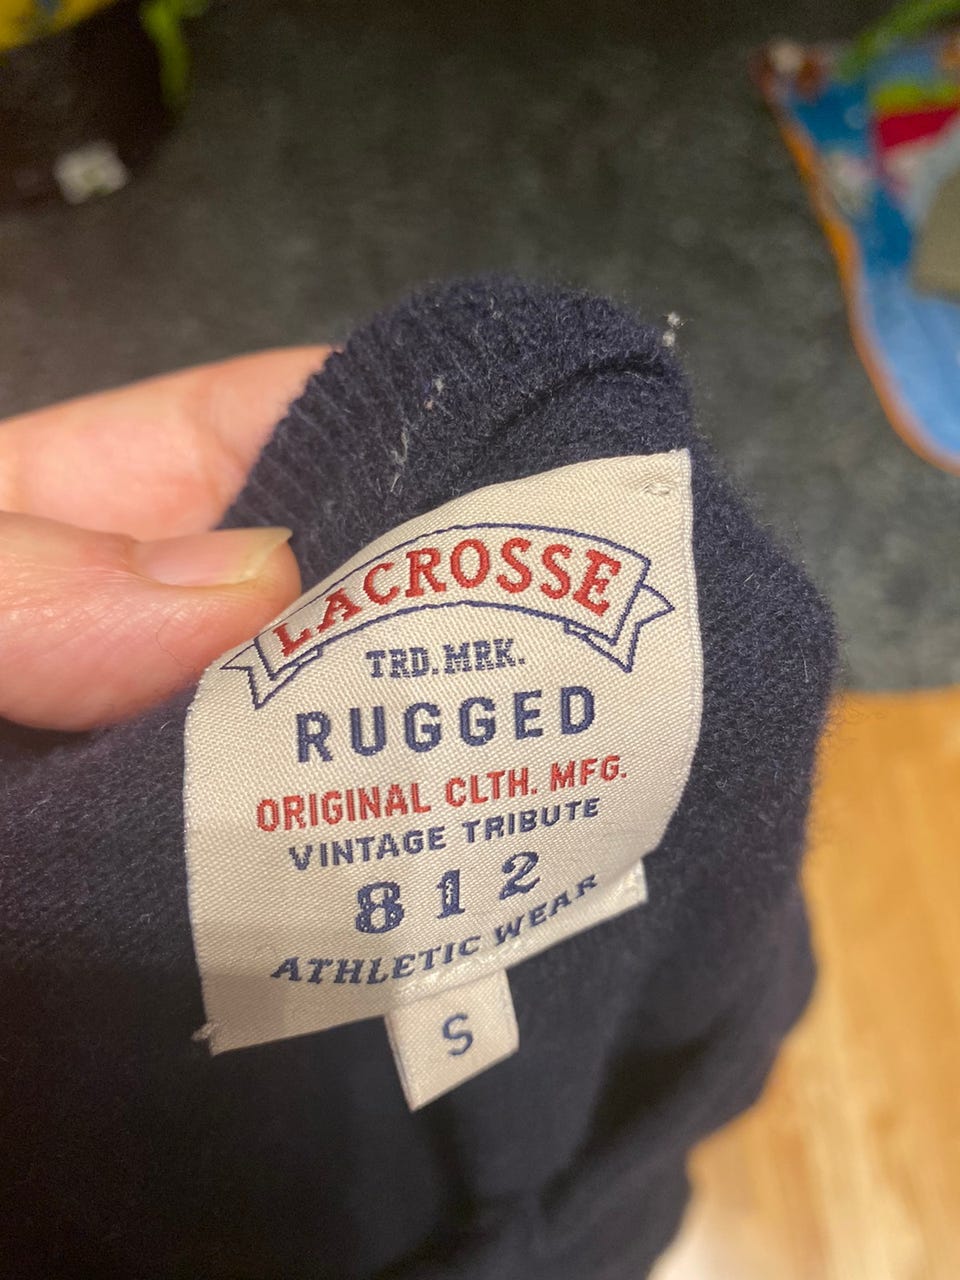 LACROSSE
TRD.MRK.
RUGGED
ORIGINAL CLTH. MFG.
VINTAGE TRIBUTE
812
ATHLETIC WEAR
S